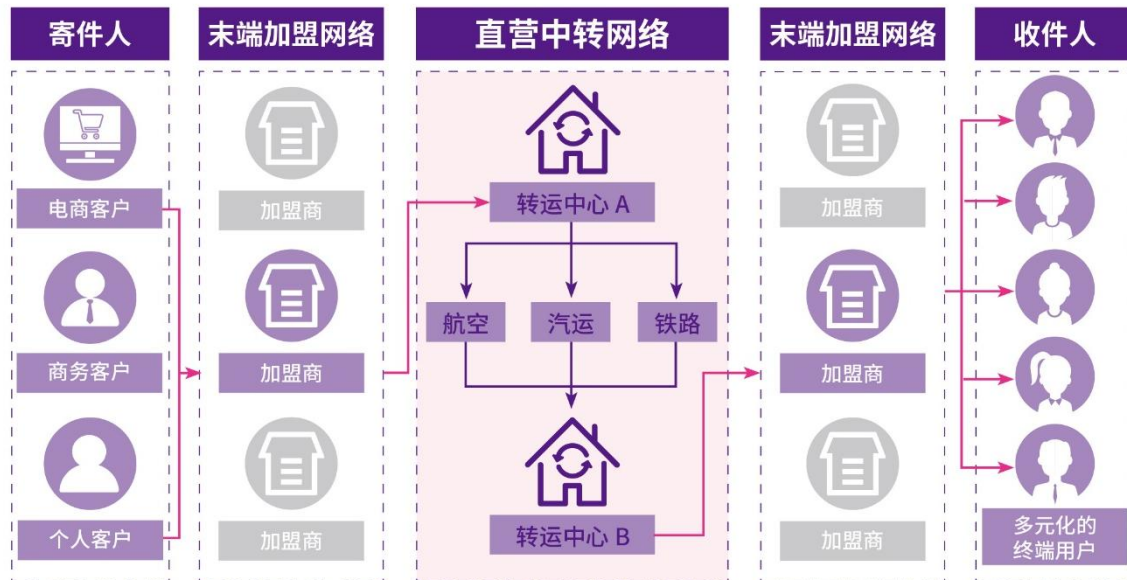 寄件人
末端加盟网络
直营中转网络
末端加盟网络
收件人
电商客户
商务客户
个人客户
加盟商
加盟商
加盟商
转运中心 A
航空
汽运
铁路
转运中心 B
加盟商
加盟商
加盟商
多元化的
终端用户